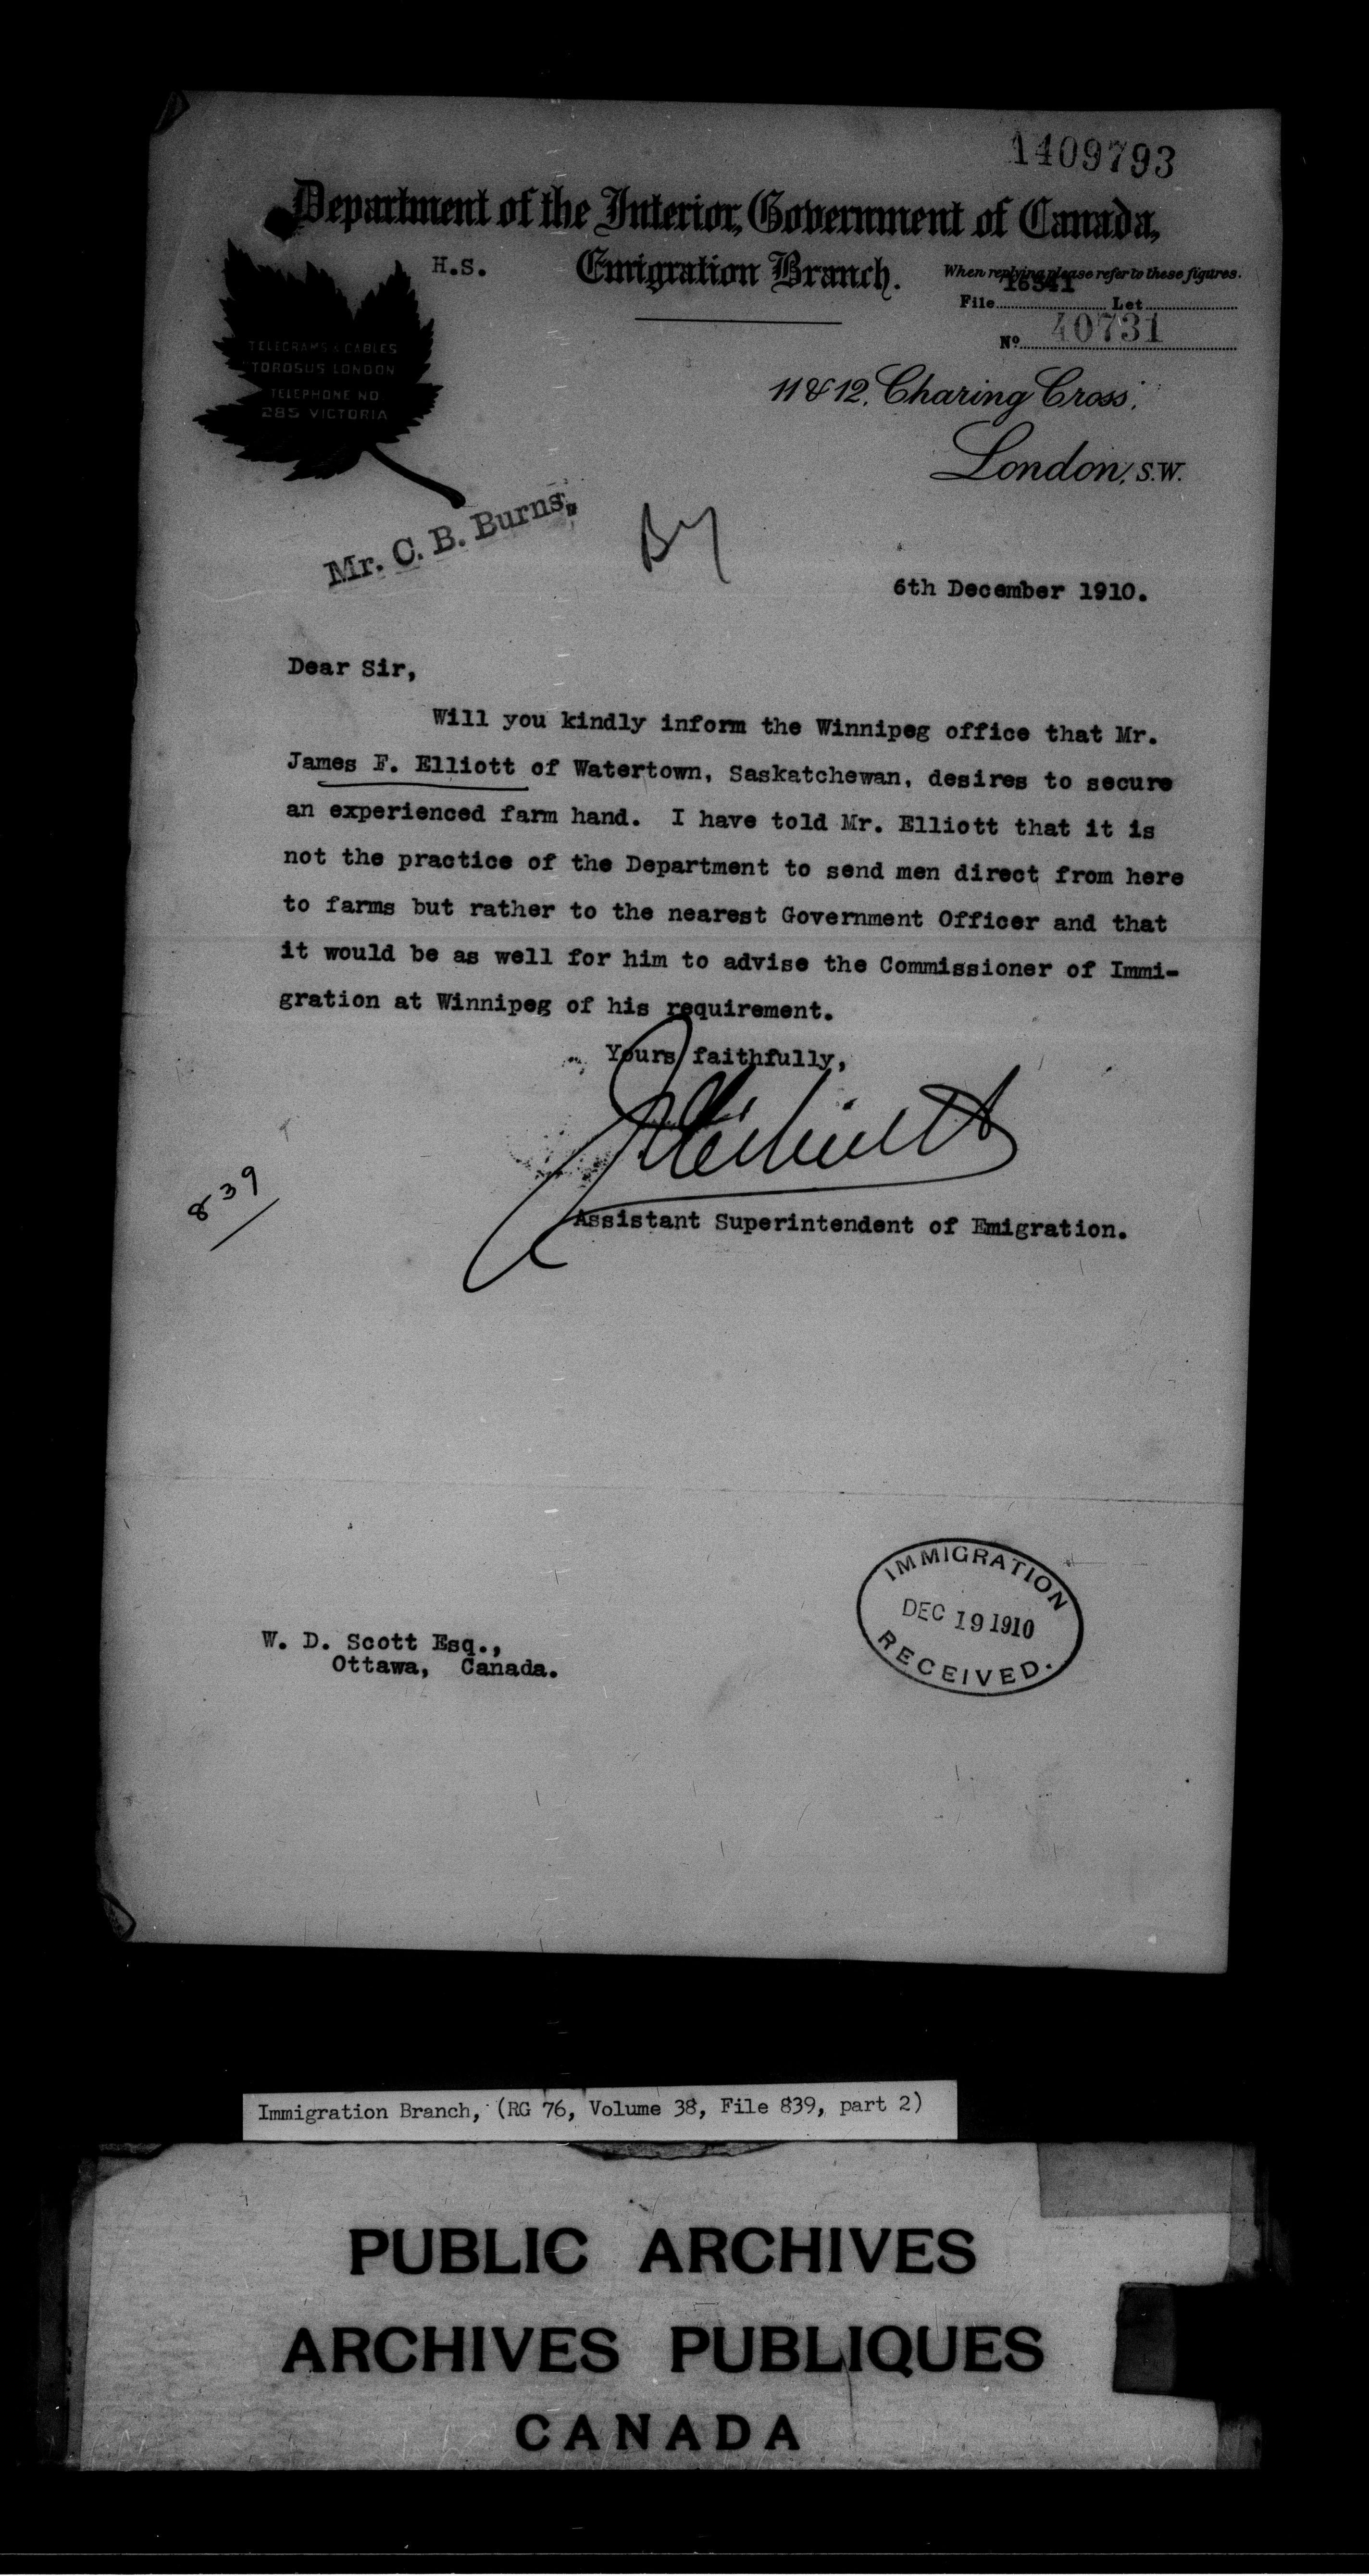 1409793
Department of the Interior, Government of Canada,
H.S. Emigration Branch.
When replying please refer to these figures.
File 16341 Let
No 40731
TELEGRAMS & CABLES
TOROSUS LONDON
TELEPHONE NO
285 VICTORIA
11 & 12, Charing Cross,
London, S.W.
Mr. C. B. Burns,
By
6th December 1910.
Dear Sir,
Will you kindly inform the Winnipeg office that Mr.
James F. Elliott of Watertown, Saskatchewan, desires to secure
an experienced farm hand. I have told Mr. Elliott that it is
not the practice of the Department to send men direct from here
to farms but rather to the nearest Government Officer and that
it would be as well for him to advise the Commissioner of Immi-
gration at Winnipeg of his requirement.
Yours faithfully,
Assistant Superintendent of Emigration.
839
W. D. Scott Esq.,
Ottawa, Canada.
IMMIGRATION
DEC 19 1910
RECEIVED.
Immigration Branch, (RG 76, Volume 38, File 839, part 2)
PUBLIC ARCHIVES
ARCHIVES PUBLIQUES
CANADA